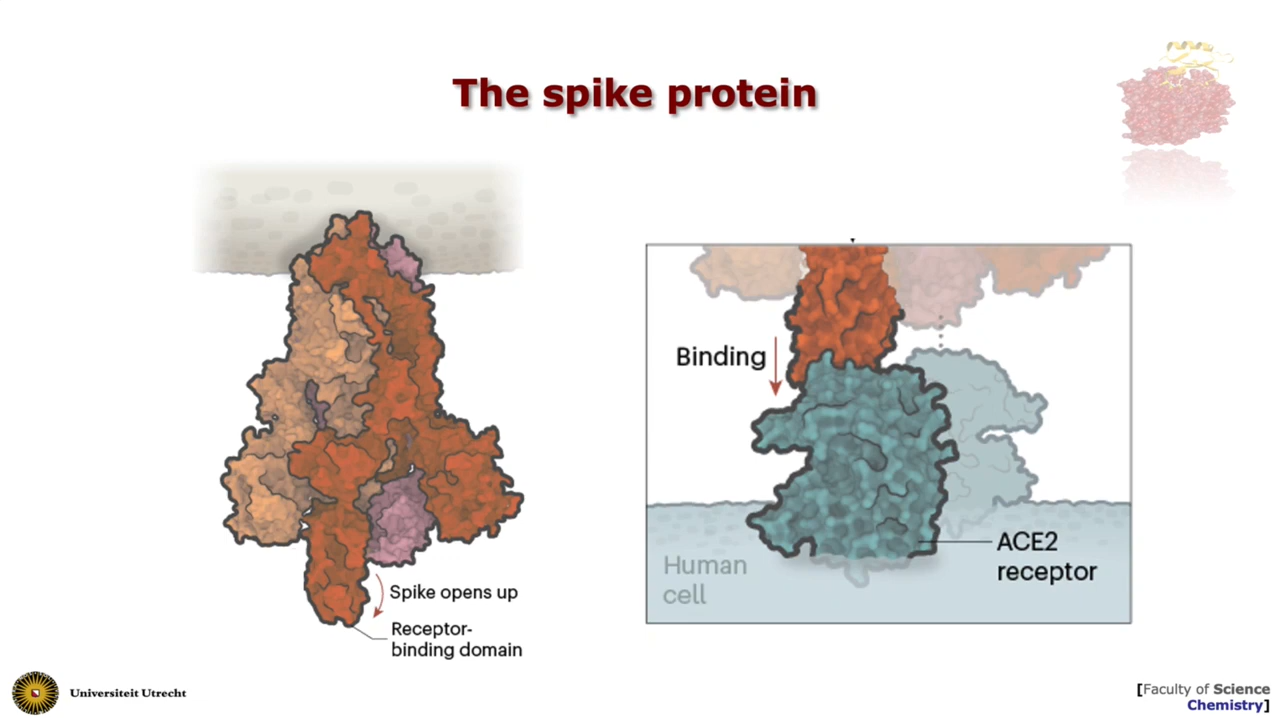 The spike protein
Binding
Human
cell
ACE2
receptor
Spike opens up
Receptor-
binding domain
Universiteit Utrecht
[Faculty of Science
Chemistry]